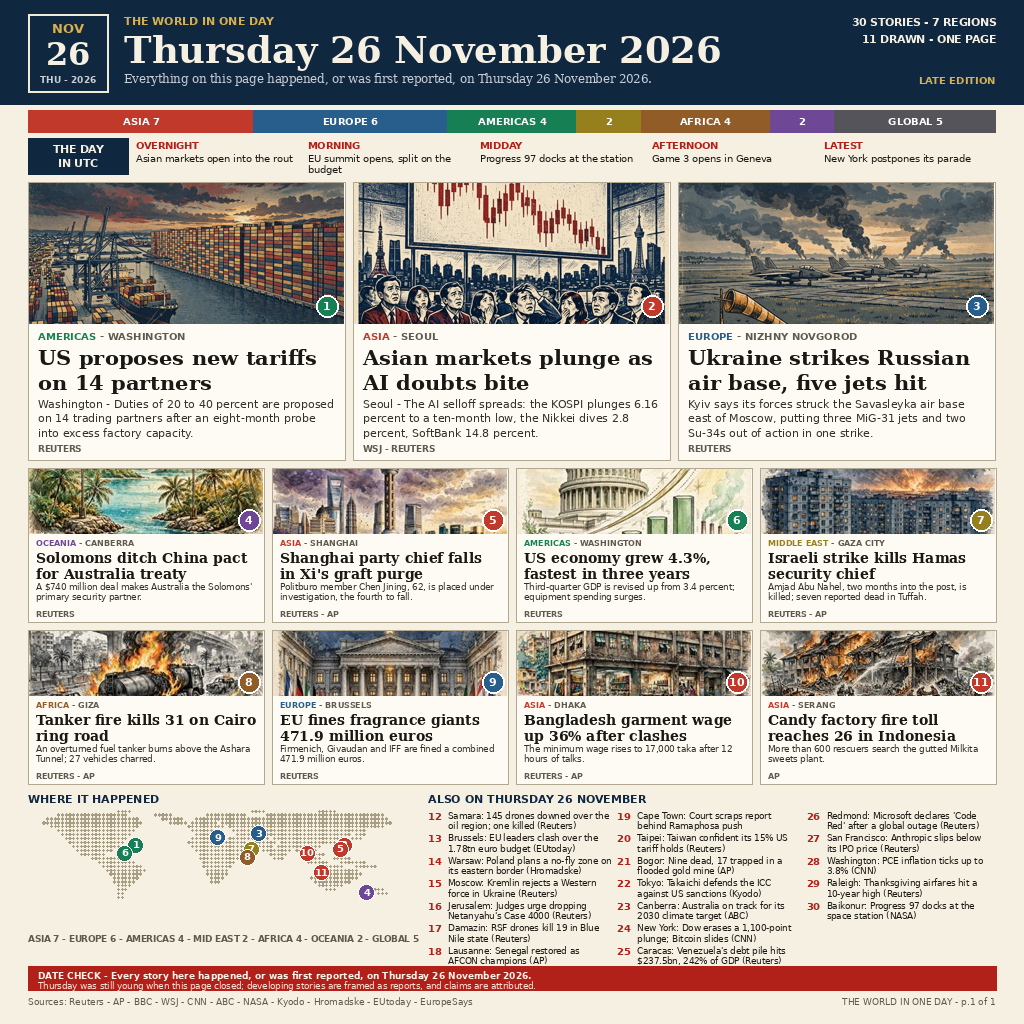 NOV
26
THU - 2026
THE WORLD IN ONE DAY
Thursday 26 November 2026
Everything on this page happened, or was first reported, on Thursday 26 November 2026.
30 STORIES - 7 REGIONS
11 DRAWN - ONE PAGE
LATE EDITION
ASIA 7
EUROPE 6
AMERICAS 4
2
AFRICA 4
2
GLOBAL 5
THE DAY
IN UTC
OVERNIGHT
Asian markets open into the rout
MORNING
EU summit opens, split on the
budget
MIDDAY
Progress 97 docks at the station
AFTERNOON
Game 3 opens in Geneva
LATEST
New York postpones its parade
1
AMERICAS - WASHINGTON
US proposes new tariffs
on 14 partners
Washington - Duties of 20 to 40 percent are proposed
on 14 trading partners after an eight-month probe
into excess factory capacity.
REUTERS
2
ASIA - SEOUL
Asian markets plunge as
AI doubts bite
Seoul - The AI selloff spreads: the KOSPI plunges 6.16
percent to a ten-month low, the Nikkei dives 2.8
percent, SoftBank 14.8 percent.
WSJ - REUTERS
3
EUROPE - NIZHNY NOVGOROD
Ukraine strikes Russian
air base, five jets hit
Kyiv says its forces struck the Savasleyka air base
east of Moscow, putting three MiG-31 jets and two
Su-34s out of action in one strike.
REUTERS
4
OCEANIA - CANBERRA
Solomons ditch China pact
for Australia treaty
A $740 million deal makes Australia the Solomons'
primary security partner.
REUTERS
5
ASIA - SHANGHAI
Shanghai party chief falls
in Xi's graft purge
Politburo member Chen Jining, 62, is placed under
investigation, the fourth to fall.
REUTERS - AP
6
AMERICAS - WASHINGTON
US economy grew 4.3%,
fastest in three years
Third-quarter GDP is revised up from 3.4 percent;
equipment spending surges.
REUTERS
7
MIDDLE EAST - GAZA CITY
Israeli strike kills Hamas
security chief
Amjad Abu Nahel, two months into the post, is
killed; seven reported dead in Tuffah.
REUTERS - AP
8
AFRICA - GIZA
Tanker fire kills 31 on Cairo
ring road
An overturned fuel tanker burns above the Ashara
Tunnel; 27 vehicles charred.
REUTERS - AP
9
EUROPE - BRUSSELS
EU fines fragrance giants
471.9 million euros
Firmenich, Givaudan and IFF are fined a combined
471.9 million euros.
REUTERS
10
ASIA - DHAKA
Bangladesh garment wage
up 36% after clashes
The minimum wage rises to 17,000 taka after 12
hours of talks.
REUTERS - AP
11
ASIA - SERANG
Candy factory fire toll
reaches 26 in Indonesia
More than 600 rescuers search the gutted Milkita
sweets plant.
AP
WHERE IT HAPPENED
1
6
9
3
7
8
10
5
11
4
ASIA 7 - EUROPE 6 - AMERICAS 4 - MID EAST 2 - AFRICA 4 - OCEANIA 2 - GLOBAL 5
ALSO ON THURSDAY 26 NOVEMBER
12 Samara: 145 drones downed over the
oil region; one killed (Reuters)
13 Brussels: EU leaders clash over the
1.78tn euro budget (EUtoday)
14 Warsaw: Poland plans a no-fly zone on
its eastern border (Hromadske)
15 Moscow: Kremlin rejects a Western
force in Ukraine (Reuters)
16 Jerusalem: Judges urge dropping
Netanyahu's Case 4000 (Reuters)
17 Damazin: RSF drones kill 19 in Blue
Nile state (Reuters)
18 Lausanne: Senegal restored as
AFCON champions (AP)
19 Cape Town: Court scraps report
behind Ramaphosa push
20 Taipei: Taiwan confident its 15% US
tariff holds (Reuters)
21 Bogor: Nine dead, 17 trapped in a
flooded gold mine (AP)
22 Tokyo: Takaichi defends the ICC
against US sanctions (Kyodo)
23 Canberra: Australia on track for its
2030 climate target (ABC)
24 New York: Dow erases a 1,100-point
plunge; Bitcoin slides (CNN)
25 Caracas: Venezuela's debt pile hits
$237.5bn, 242% of GDP (Reuters)
26 Redmond: Microsoft declares 'Code
Red' after a global outage (Reuters)
27 San Francisco: Anthropic slips below
its IPO price (Reuters)
28 Washington: PCE inflation ticks up to
3.8% (CNN)
29 Raleigh: Thanksgiving airfares hit a
10-year high (Reuters)
30 Baikonur: Progress 97 docks at the
space station (NASA)
DATE CHECK - Every story here happened, or was first reported, on Thursday 26 November 2026.
Thursday was still young when this page closed; developing stories are framed as reports, and claims are attributed.
Sources: Reuters - AP - BBC - WSJ - CNN - ABC - NASA - Kyodo - Hromadske - EUtoday - EuropeSays
THE WORLD IN ONE DAY - p.1 of 1